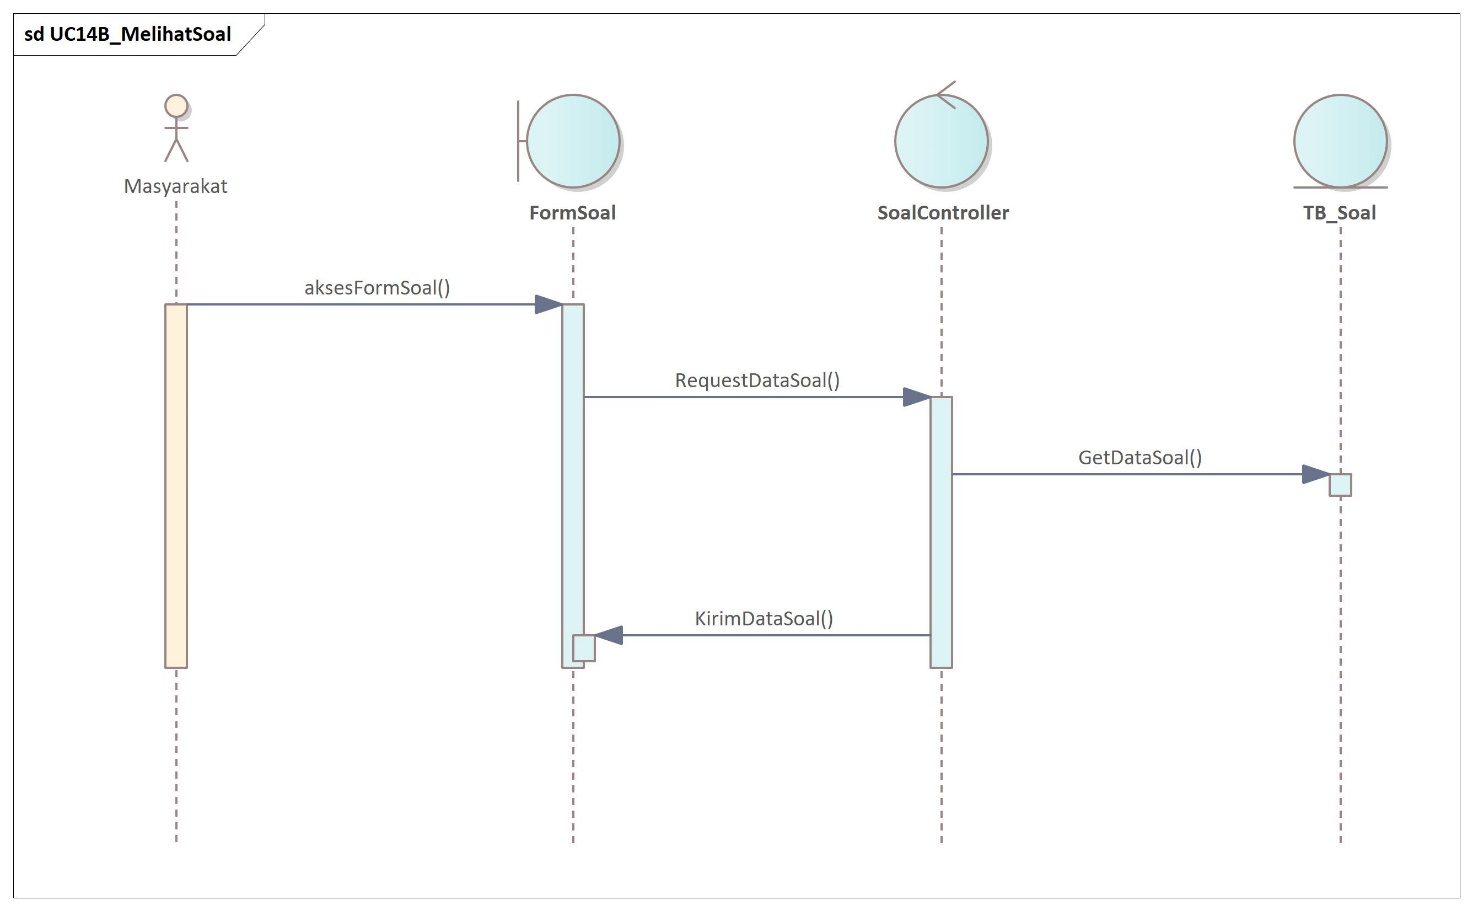 sd UC14B_MelihatSoal
Masyarakat
FormSoal
SoalController
TB_Soal
aksesFormSoal()
RequestDataSoal()
GetDataSoal()
KirimDataSoal()